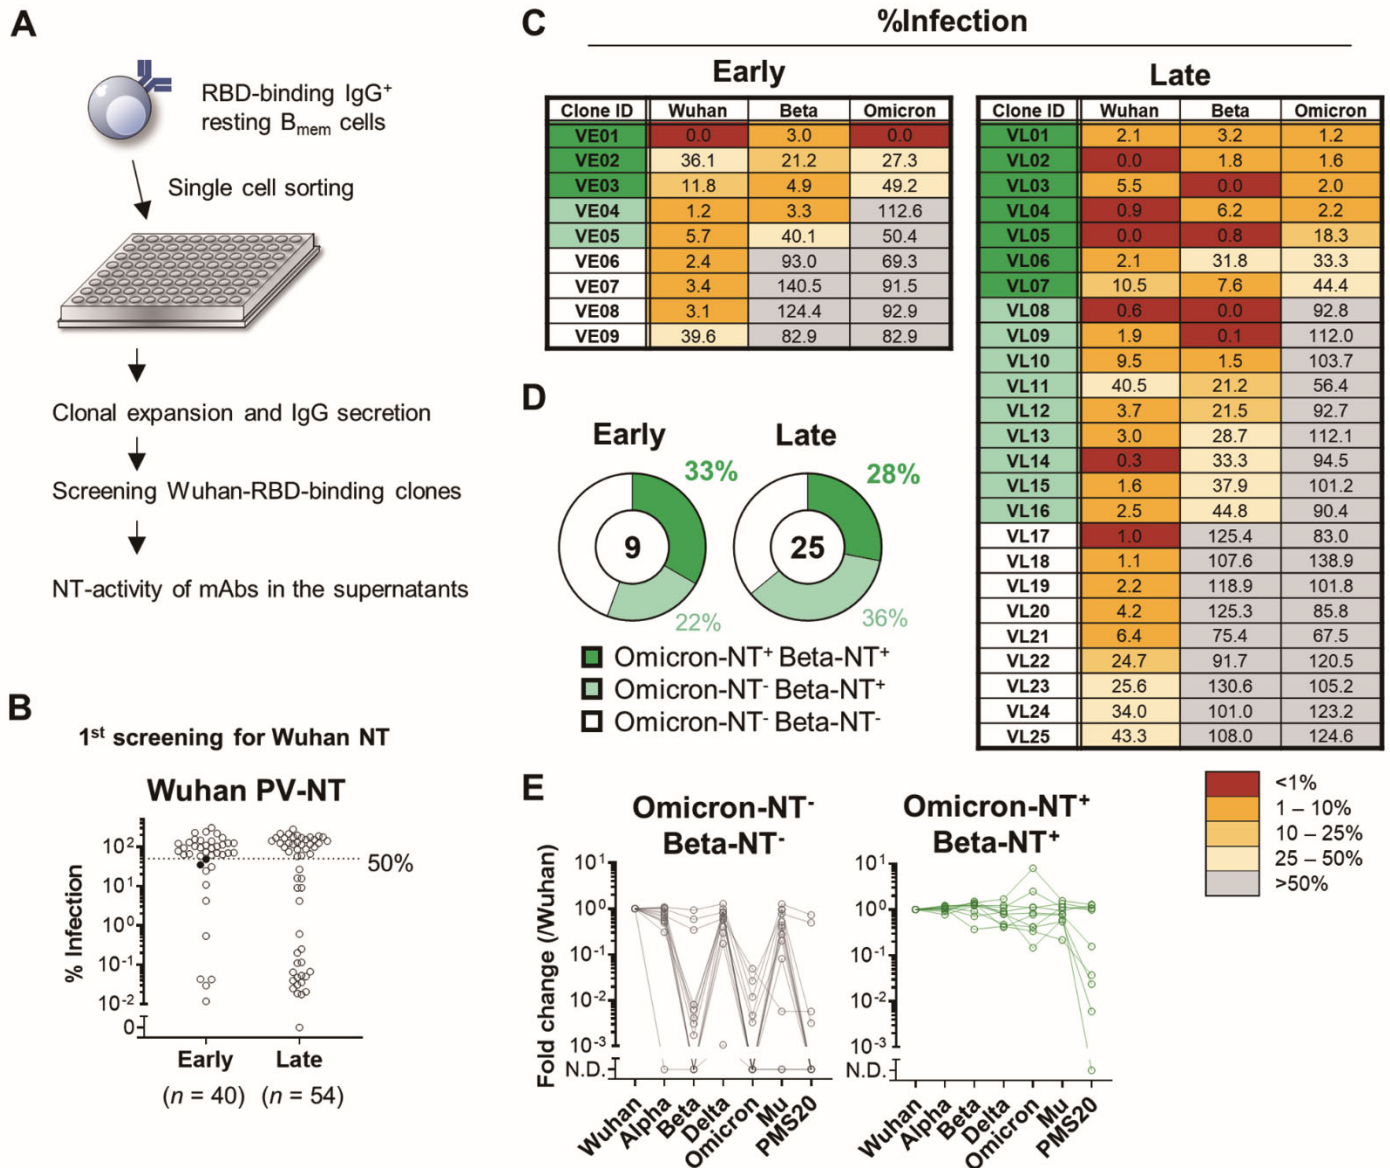 A
RBD-binding IgG⁺
resting Bmem cells
Single cell sorting
Clonal expansion and IgG secretion
Screening Wuhan-RBD-binding clones
NT-activity of mAbs in the supernatants
B
1st screening for Wuhan NT
Wuhan PV-NT
% Infection
10²
10¹
10⁰
10⁻¹
10⁻²
0
50%
Early Late
(n = 40) (n = 54)
C
%Infection
Early
Clone ID Wuhan Beta Omicron
VE01 0.0 3.0 0.0
VE02 36.1 21.2 27.3
VE03 11.8 4.9 49.2
VE04 1.2 3.3 112.6
VE05 5.7 40.1 50.4
VE06 2.4 93.0 69.3
VE07 3.4 140.5 91.5
VE08 3.1 124.4 92.9
VE09 39.6 82.9 82.9
Late
Clone ID Wuhan Beta Omicron
VL01 2.1 3.2 1.2
VL02 0.0 1.8 1.6
VL03 5.5 0.0 2.0
VL04 0.9 6.2 2.2
VL05 0.0 0.8 18.3
VL06 2.1 31.8 33.3
VL07 10.5 7.6 44.4
VL08 0.6 0.0 92.8
VL09 1.9 0.1 112.0
VL10 9.5 1.5 103.7
VL11 40.5 21.2 56.4
VL12 3.7 21.5 92.7
VL13 3.0 28.7 112.1
VL14 0.3 33.3 94.5
VL15 1.6 37.9 101.2
VL16 2.5 44.8 90.4
VL17 1.0 125.4 83.0
VL18 1.1 107.6 138.9
VL19 2.2 118.9 101.8
VL20 4.2 125.3 85.8
VL21 6.4 75.4 67.5
VL22 24.7 91.7 120.5
VL23 25.6 130.6 105.2
VL24 34.0 101.0 123.2
VL25 43.3 108.0 124.6
<1%
1 – 10%
10 – 25%
25 – 50%
>50%
D
Early Late
33% 28%
9 25
22% 36%
Omicron-NT⁺ Beta-NT⁺
Omicron-NT⁻ Beta-NT⁺
Omicron-NT⁻ Beta-NT⁻
E
Omicron-NT⁻
Beta-NT⁻
Fold change (/Wuhan)
10¹
10⁰
10⁻¹
10⁻²
10⁻³
N.D.
Wuhan Alpha Beta Delta Omicron Mu PMS20
Omicron-NT⁺
Beta-NT⁺
10¹
10⁰
10⁻¹
10⁻²
10⁻³
N.D.
Wuhan Alpha Beta Delta Omicron Mu PMS20